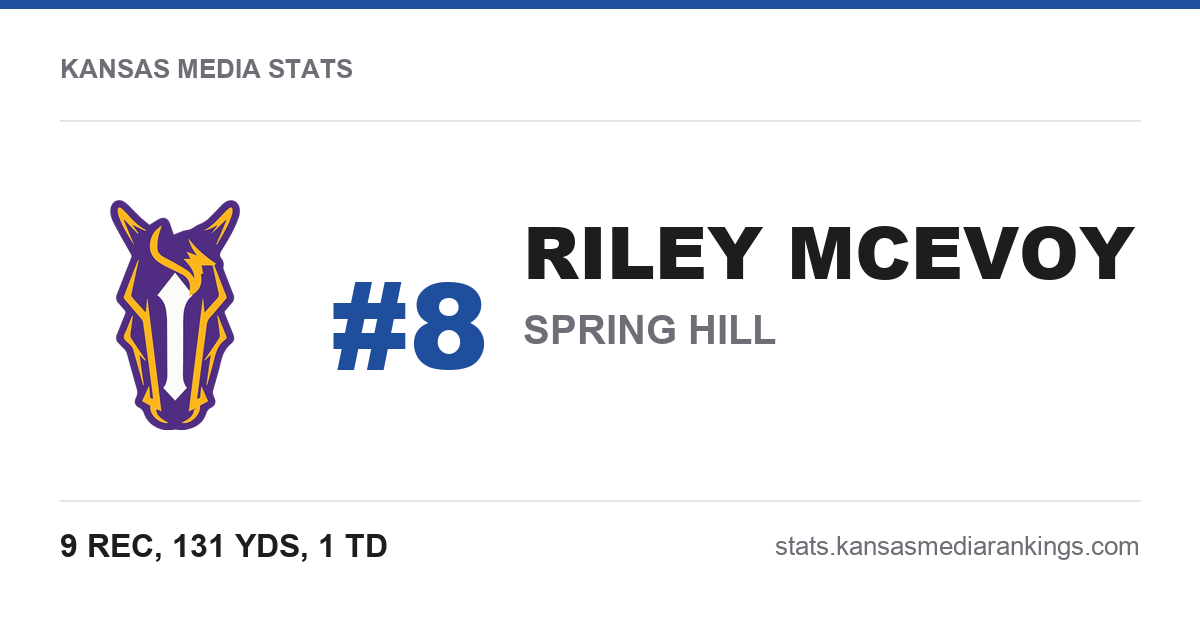 KANSAS MEDIA STATS
#8
RILEY MCEVOY
SPRING HILL
9 REC, 131 YDS, 1 TD
stats.kansasmediarankings.com